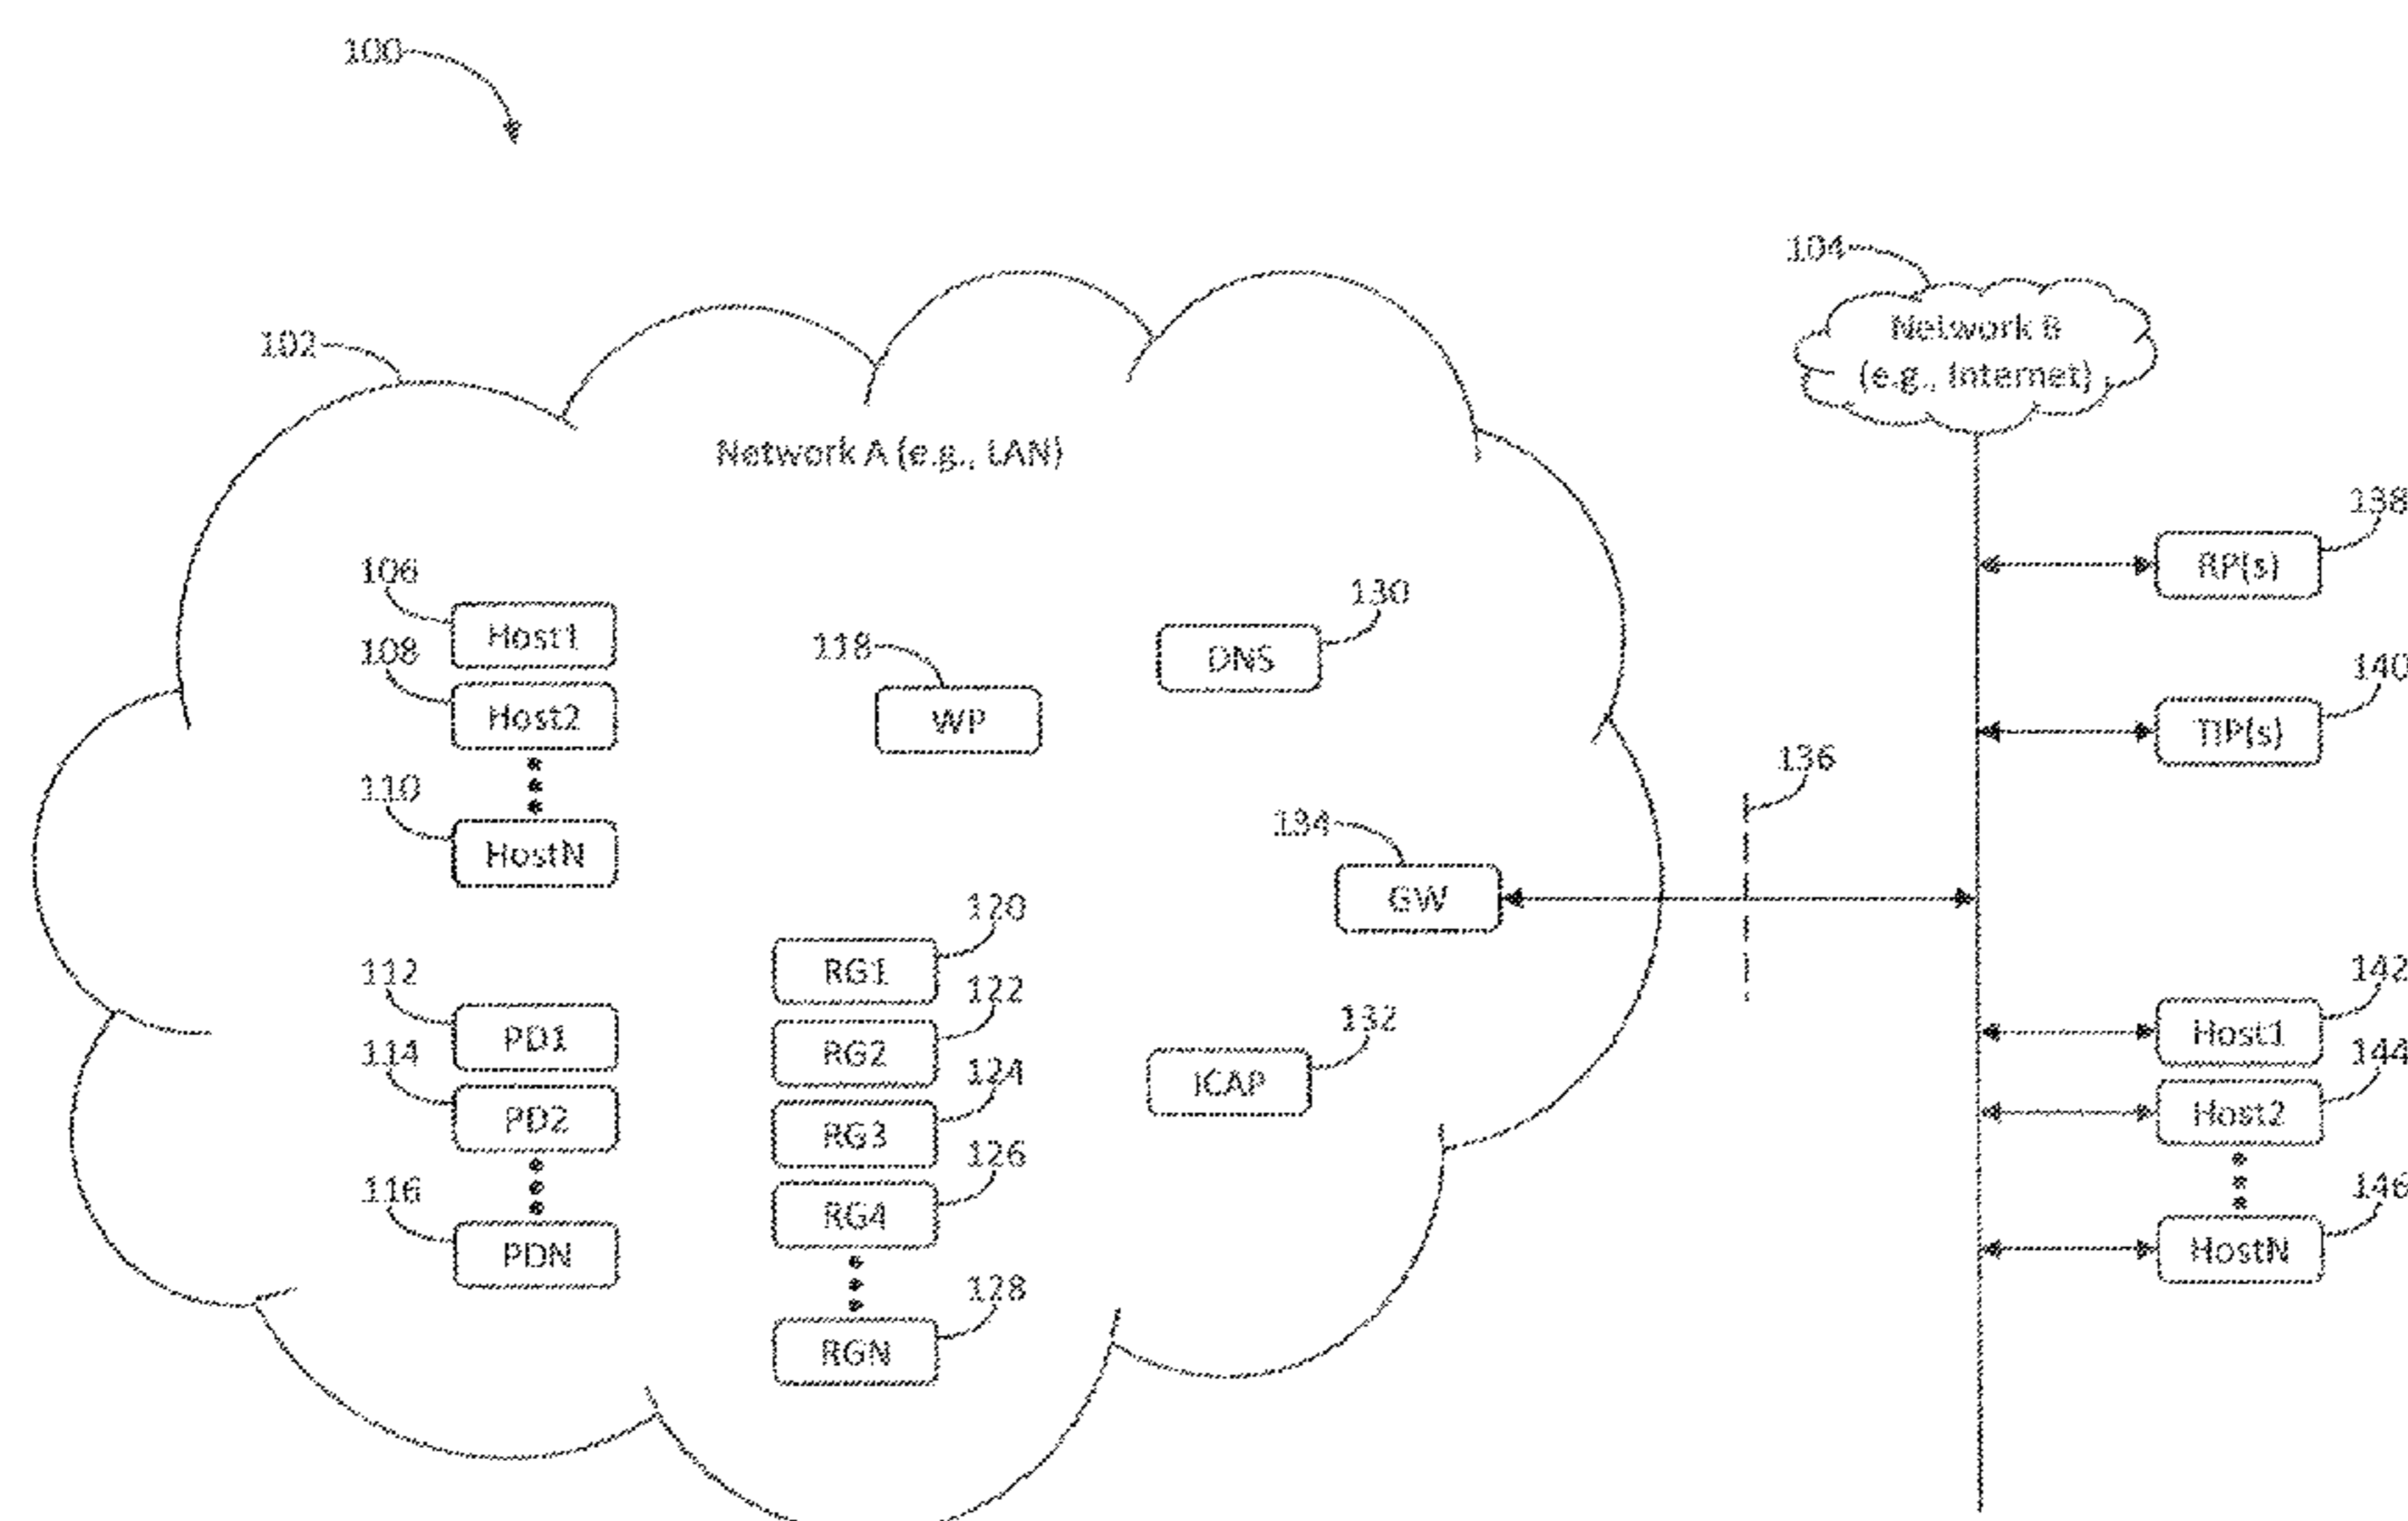 100
104
Network B
(e.g., Internet)
102
Network A (e.g., LAN)
138
RP(s)
106
Host1
130
DNS
108
Host2
118
WP
140
TIP(s)
136
110
HostN
134
GW
120
RG1
112
PD1
122
RG2
142
Host1
132
ICAP
114
PD2
124
RG3
144
Host2
126
RG4
116
PDN
146
HostN
128
RGN